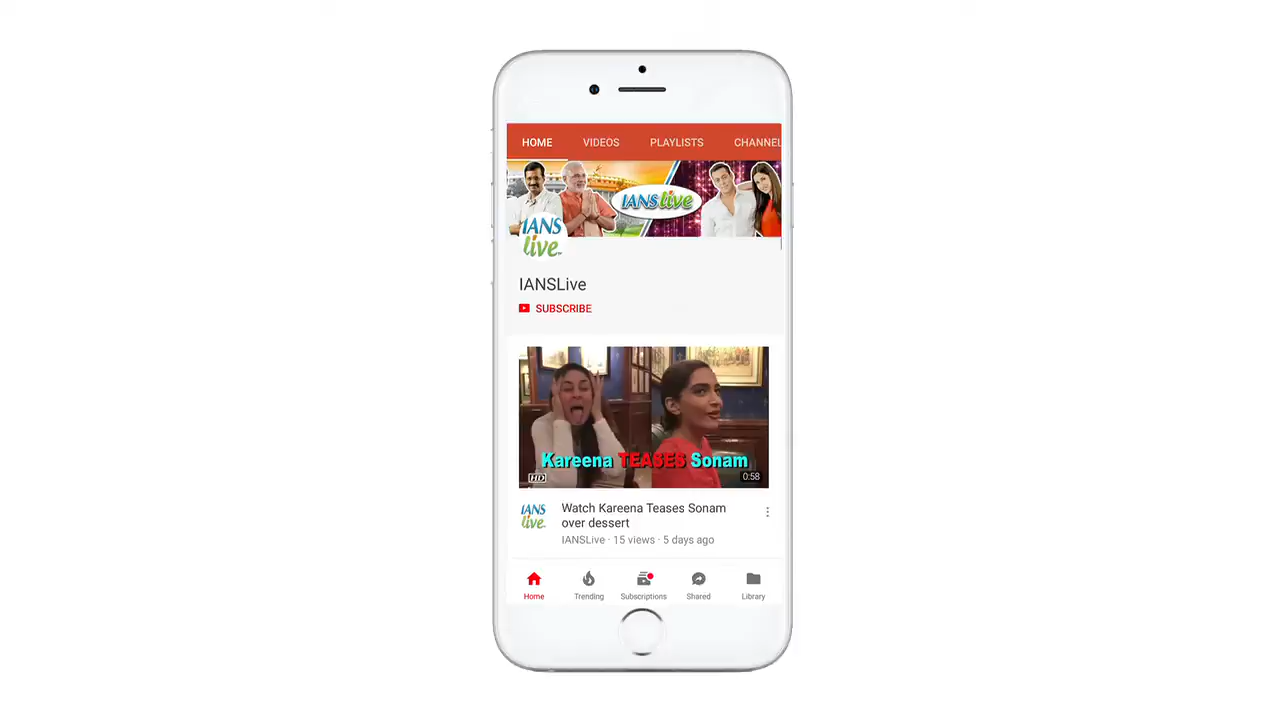 HOME VIDEOS PLAYLISTS CHANNEL
IANSlive
IANS
live
IANSLive
SUBSCRIBE
Kareena TEASES Sonam
HD
0:58
IANS
live
Watch Kareena Teases Sonam
over dessert
IANSLive · 15 views · 5 days ago
Home Trending Subscriptions Shared Library